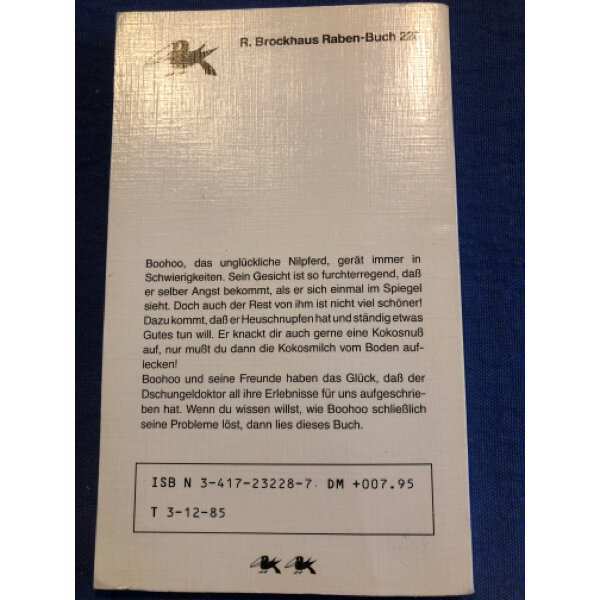 R. Brockhaus Raben-Buch
Boohoo, das unglückliche Nilpferd, gerät immer in
Schwierigkeiten. Sein Gesicht ist so furchterregend, daß
er selber Angst bekommt, als er sich einmal im Spiegel
sieht. Doch auch der Rest von ihm ist nicht viel schöner!
Dazu kommt, daß er Heuschnupfen hat und ständig etwas
Gutes tun will. Er knackt dir auch gerne eine Kokosnuß
auf, nur mußt du dann die Kokosmilch vom Boden auf-
lecken!
Boohoo und seine Freunde haben das Glück, daß der
Dschungeldoktor all ihre Erlebnisse für uns aufgeschrie-
ben hat. Wenn du wissen willst, wie Boohoo schließlich
seine Probleme löst, dann lies dieses Buch.
ISB N 3-417-23228-7 DM +007.95
T 3-12-85